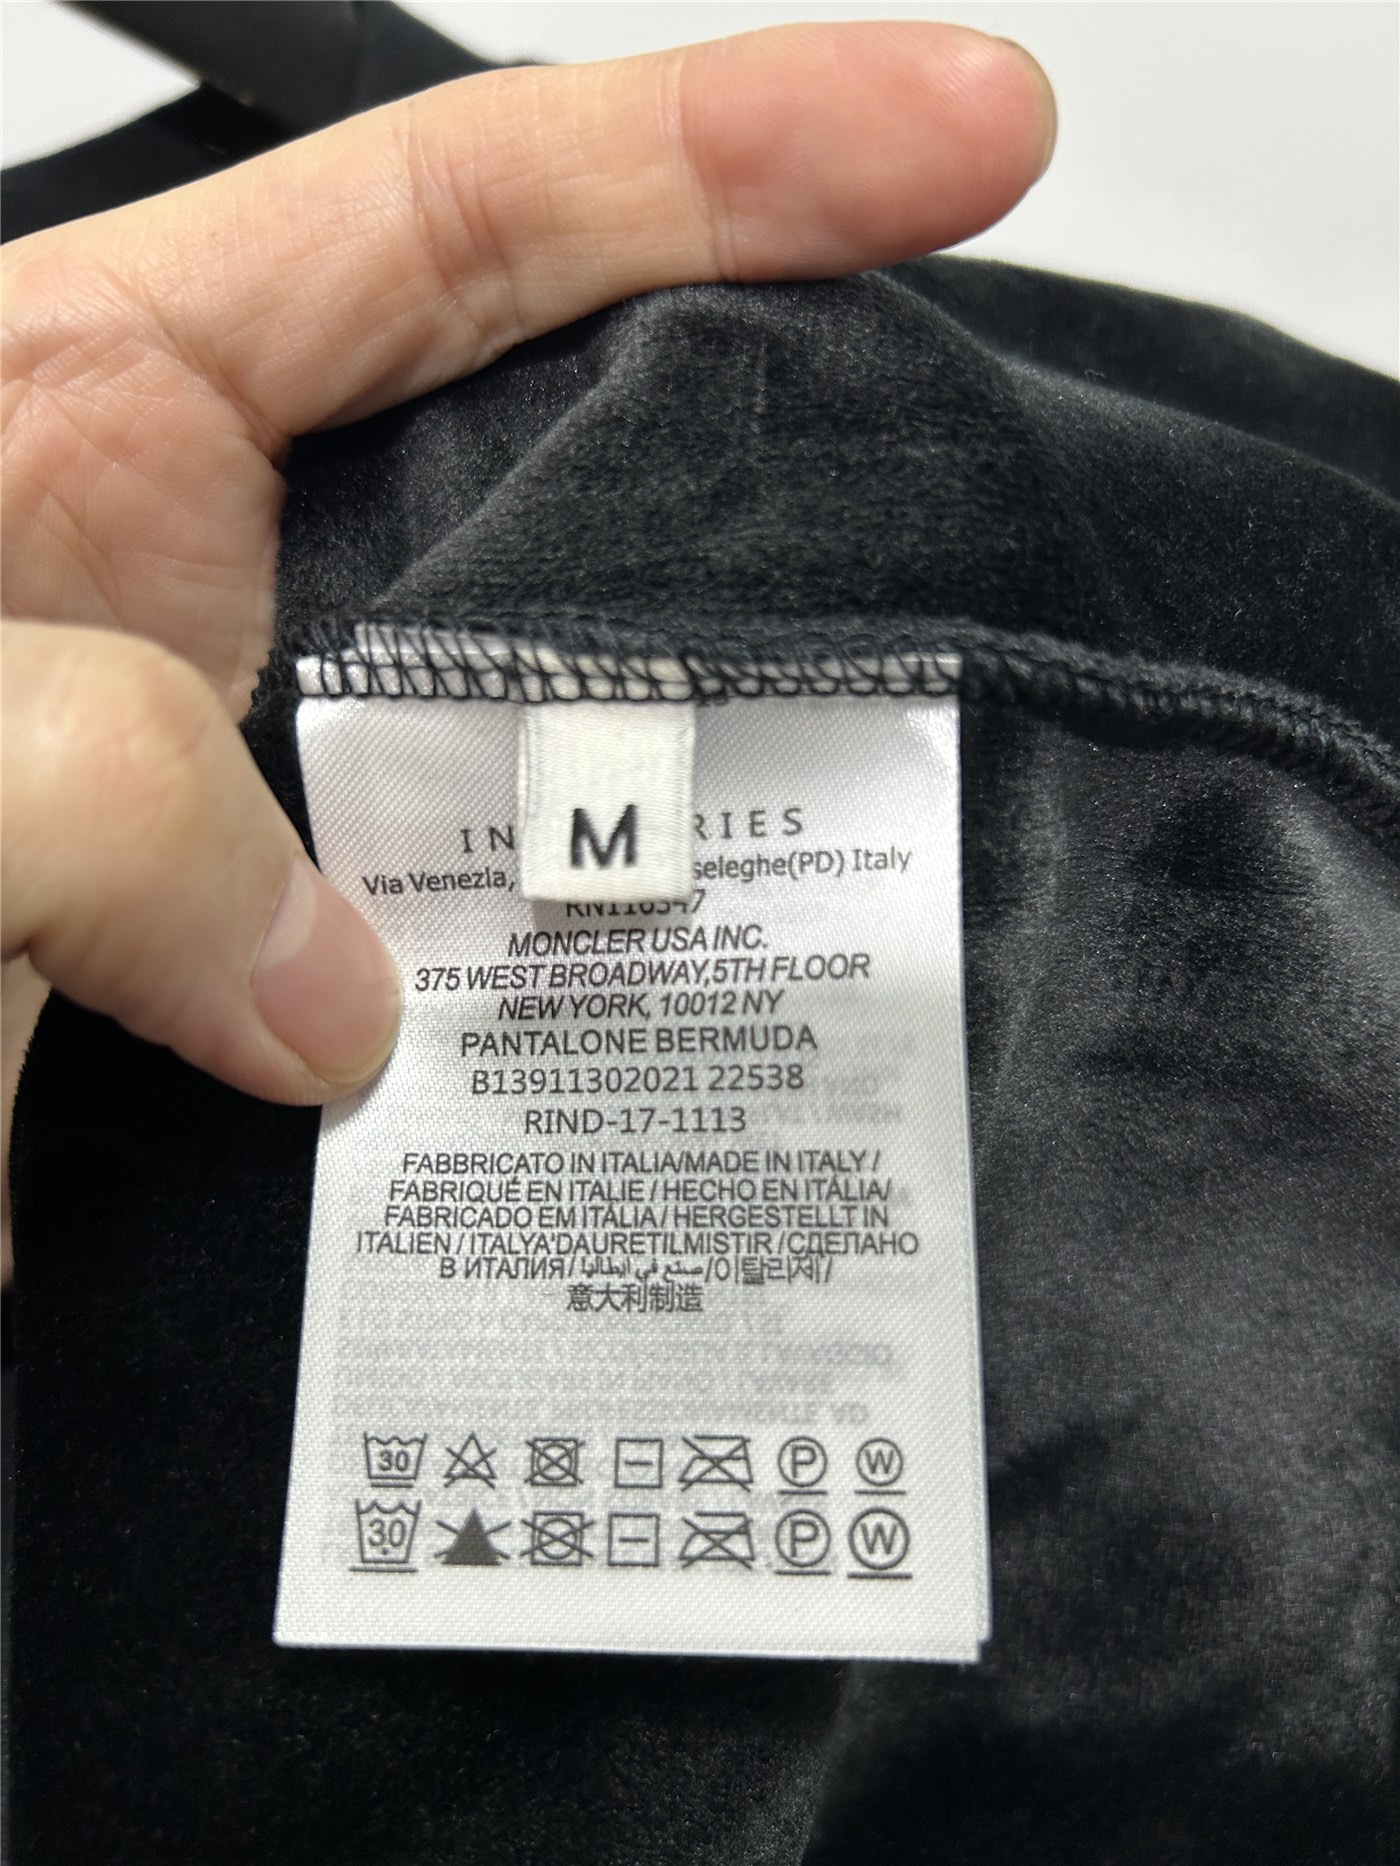 M
RIES
Via Venezia, seleghe(PD) Italy
MONCLER USA INC.
375 WEST BROADWAY,5TH FLOOR
NEW YORK, 10012 NY
PANTALONE BERMUDA
B13911302021 22538
RIND-17-1113
FABBRICATO IN ITALIA/MADE IN ITALY /
FABRIQUÉ EN ITALIE / HECHO EN ITÁLIA/
FABRICADO EM ITÁLIA / HERGESTELLT IN
ITALIEN / ITALYA'DAURETILMISTIR /СДЕЛАНО
В ИТАЛИЯ / صنع في ايطاليا /이탈리제/
意大利制造
30 P W
30 P W